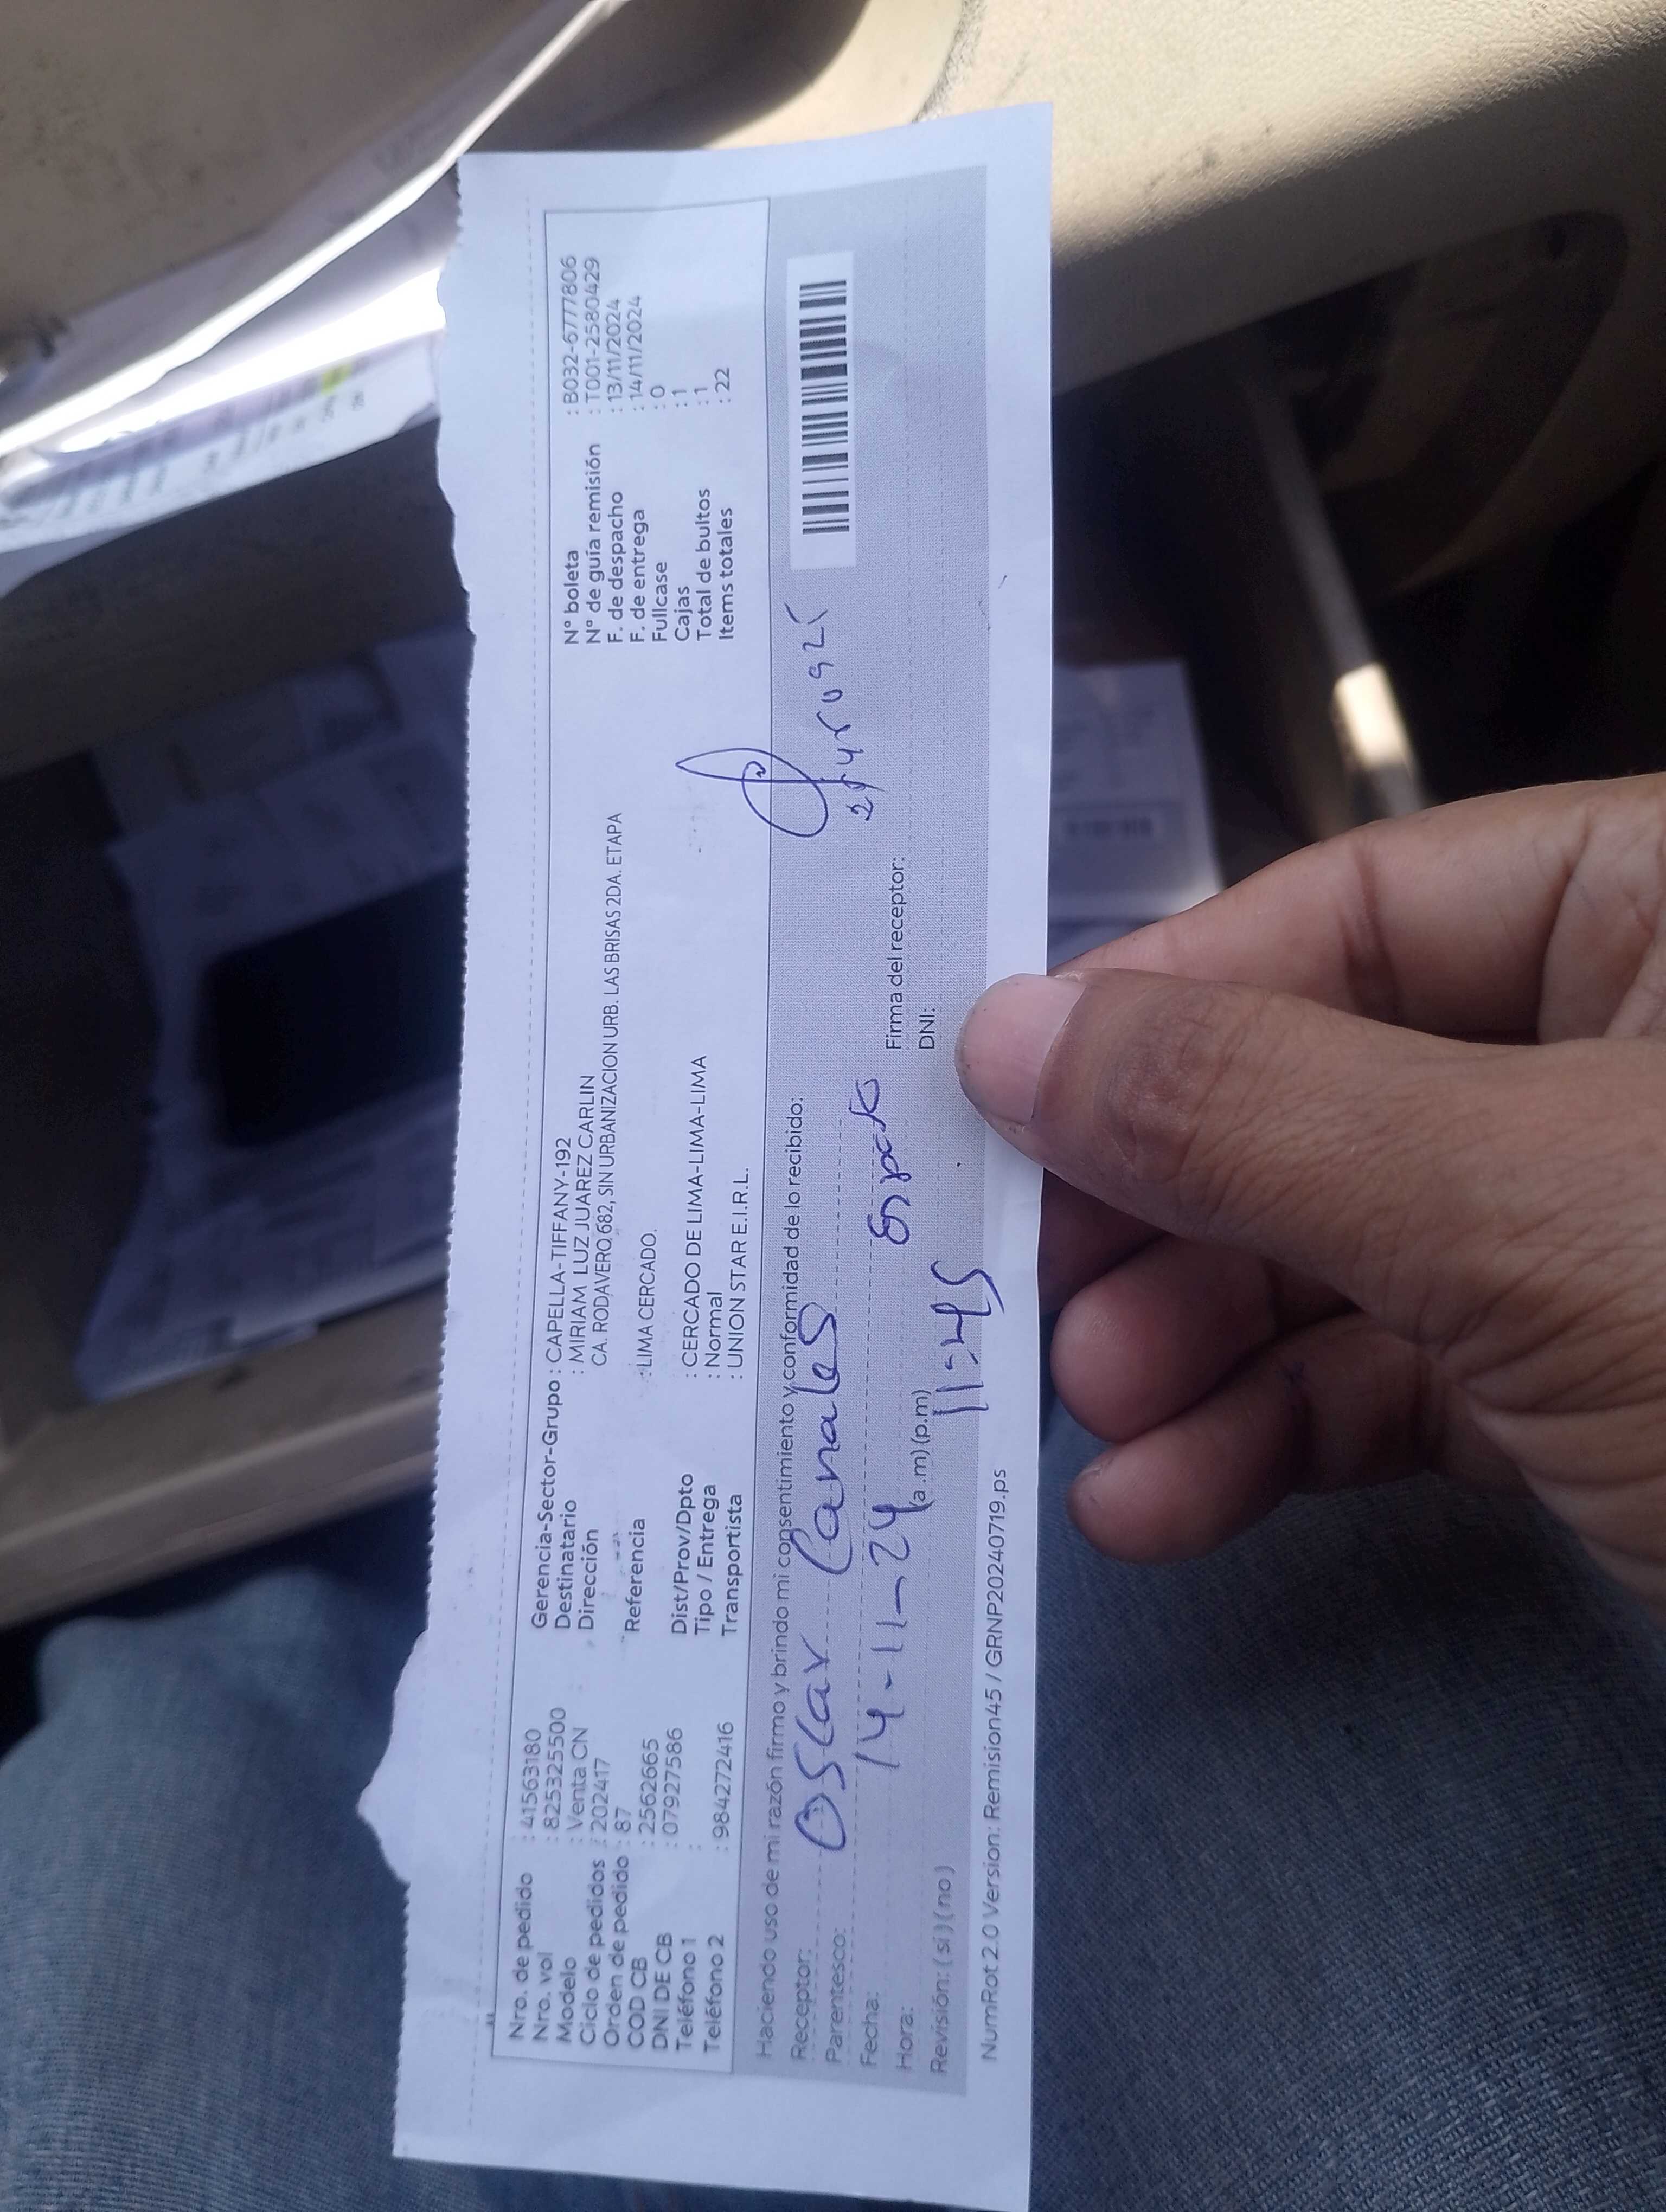 Nro. de pedido : 41563180
Nro. vol : 825325500
Modelo : Venta CN
Ciclo de pedidos : 202417
Orden de pedido : 87
COD CB : 2562665
DNI DE CB : 07927586
Teléfono 1 :
Teléfono 2 : 984272416
Gerencia-Sector-Grupo : CAPELLA-TIFFANY-192
Destinatario : MIRIAM LUZ JUAREZ CARLIN
Dirección CA. RODAVERO 682, SIN URBANIZACION URB. LAS BRISAS 2DA. ETAPA
Referencia : LIMA CERCADO.
Dist/Prov/Dpto : CERCADO DE LIMA-LIMA-LIMA
Tipo / Entrega : Normal
Transportista : UNION STAR E.I.R.L.
N° boleta : B032-6777806
N° de guía remisión : T001-2580429
F. de despacho : 13/11/2024
F. de entrega : 14/11/2024
Fullcase : 0
Cajas : 1
Total de bultos : 1
Items totales : 22
Haciendo uso de mi razón firmo y brindo mi consentimiento y conformidad de lo recibido:
Receptor: Oscar Canales
Parentesco:
Fecha: 14-11-24
Hora: (a.m) (p.m) 11:45
Revisión: ( sí ) ( no )
Firma del receptor:
DNI:
NumRot 2.0 Version: Remision45 / GRNP20240719.ps